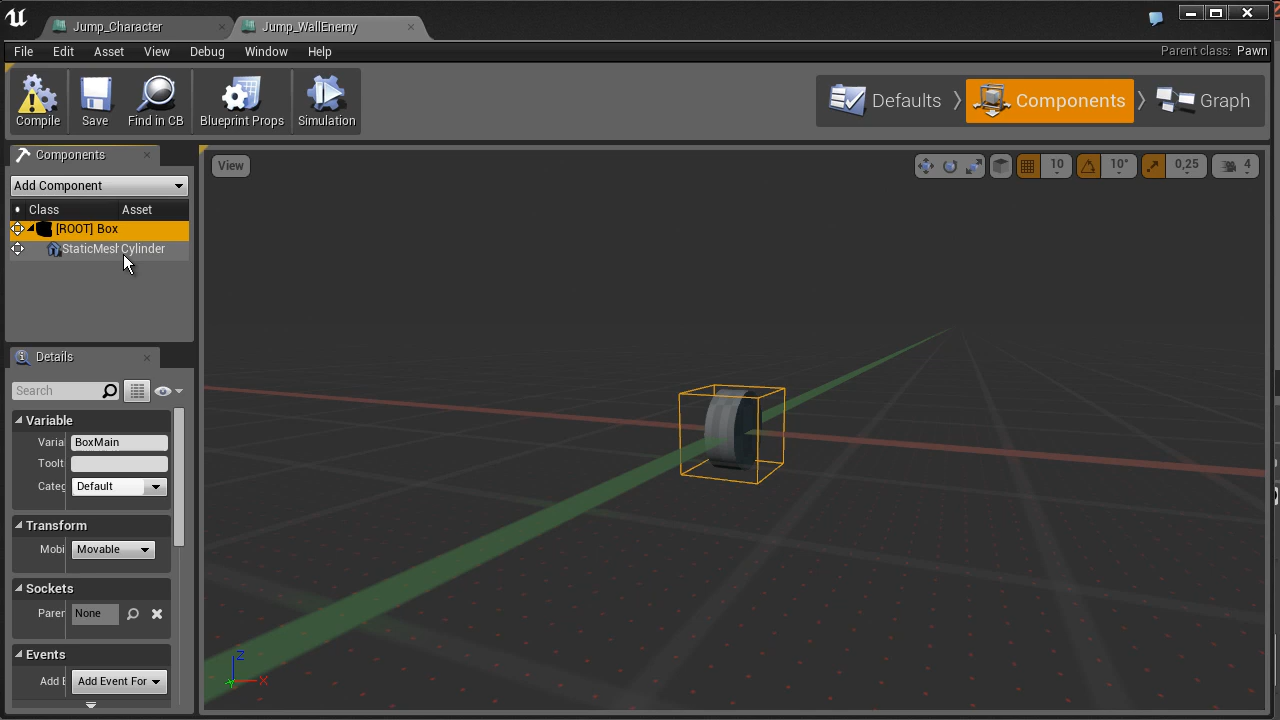 Jump_Character
Jump_WallEnemy
File Edit Asset View Debug Window Help
Parent class: Pawn
Compile Save Find in CB Blueprint Props Simulation
Defaults Components Graph
Components
Add Component
Class Asset
[ROOT] Box
StaticMesh Cylinder
View
10 10° 0,25 4
Details
Search
Variable
Varia BoxMain
Toolt
Categ Default
Transform
Mobi Movable
Sockets
Parer None
Events
Add E Add Event For
Z
X